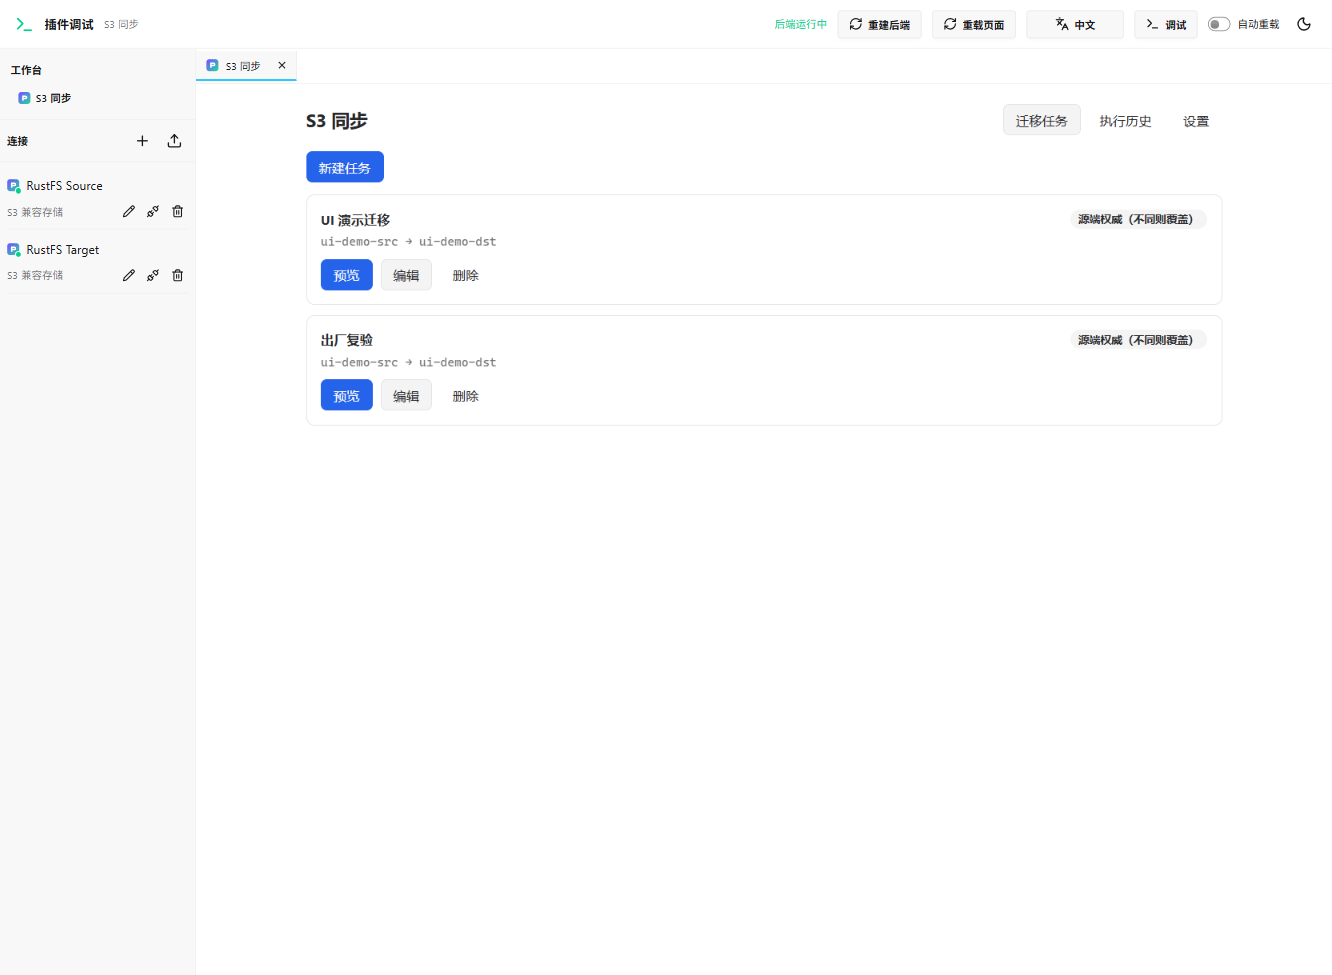 插件调试 S3 同步 后端运行中 重建后端 重载页面 中文 调试 自动重载
工作台
S3 同步
连接
RustFS Source
S3 兼容存储
RustFS Target
S3 兼容存储
S3 同步
S3 同步 迁移任务 执行历史 设置
新建任务
UI 演示迁移 源端权威（不同则覆盖）
ui-demo-src → ui-demo-dst
预览 编辑 删除
出厂复验 源端权威（不同则覆盖）
ui-demo-src → ui-demo-dst
预览 编辑 删除